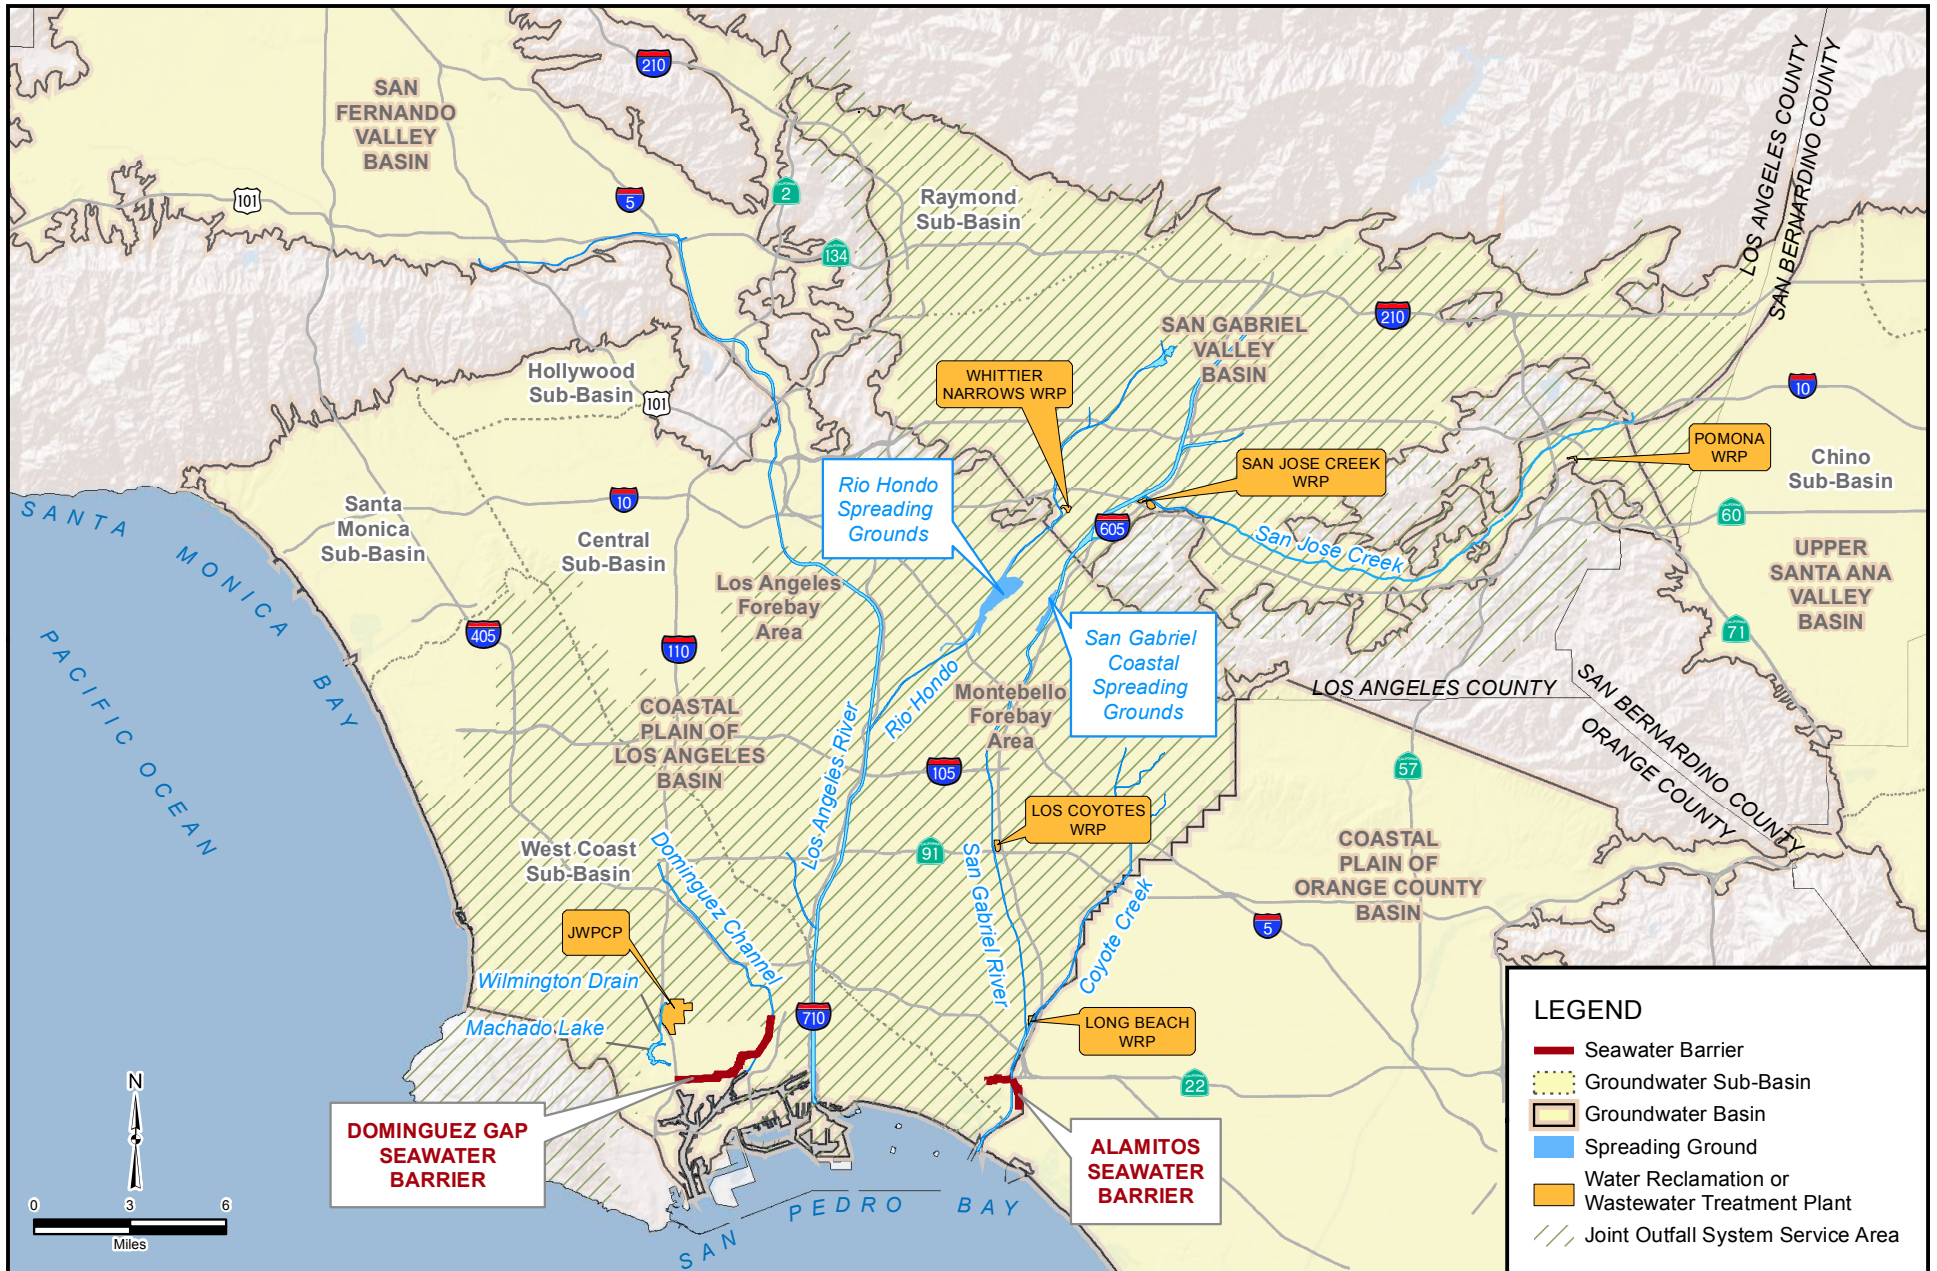 210
SAN
FERNANDO
VALLEY
BASIN
101
5
CALIFORNIA
2
Raymond
Sub-Basin
CALIFORNIA
134
LOS ANGELES COUNTY
SAN BERNARDINO COUNTY
SAN GABRIEL
VALLEY
BASIN
210
Hollywood
Sub-Basin
101
WHITTIER
NARROWS WRP
10
POMONA
WRP
Chino
Sub-Basin
SAN JOSE CREEK
WRP
Rio Hondo
Spreading
Grounds
SANTA MONICA BAY
Santa
Monica
Sub-Basin
10
Central
Sub-Basin
605
San Jose Creek
CALIFORNIA
60
UPPER
SANTA ANA
VALLEY
BASIN
Los Angeles
Forebay
Area
PACIFIC OCEAN
405
110
San Gabriel
Coastal
Spreading
Grounds
CALIFORNIA
71
Rio Hondo
Montebello
Forebay
Area
LOS ANGELES COUNTY
SAN BERNARDINO COUNTY
ORANGE COUNTY
COASTAL
PLAIN OF
LOS ANGELES
BASIN
Los Angeles River
105
CALIFORNIA
57
LOS COYOTES
WRP
West Coast
Sub-Basin
Dominguez Channel
CALIFORNIA
91
San Gabriel River
Coyote Creek
COASTAL
PLAIN OF
ORANGE COUNTY
BASIN
5
JWPCP
Wilmington Drain
Machado Lake
710
LONG BEACH
WRP
CALIFORNIA
22
DOMINGUEZ GAP
SEAWATER
BARRIER
ALAMITOS
SEAWATER
BARRIER
SAN PEDRO BAY
N
0 3 6
Miles
LEGEND
Seawater Barrier
Groundwater Sub-Basin
Groundwater Basin
Spreading Ground
Water Reclamation or
Wastewater Treatment Plant
Joint Outfall System Service Area